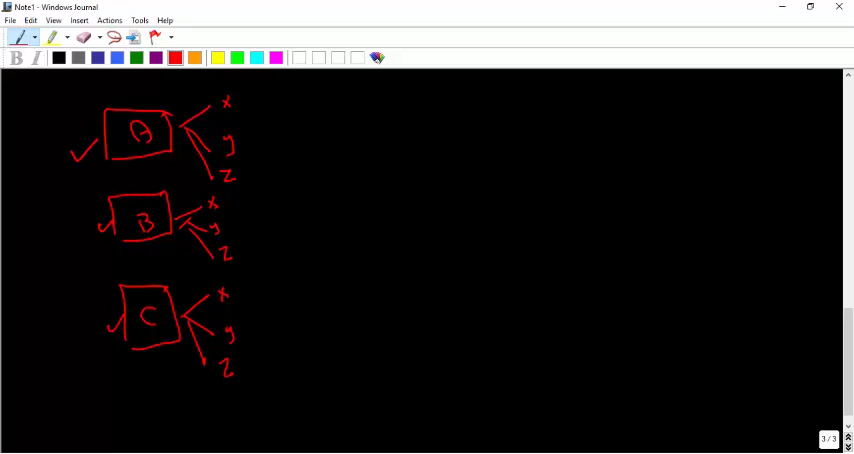 Note1 - Windows Journal
File Edit View Insert Actions Tools Help
B I
x
A
y
z
x
B
y
z
x
C
y
z
3 / 3